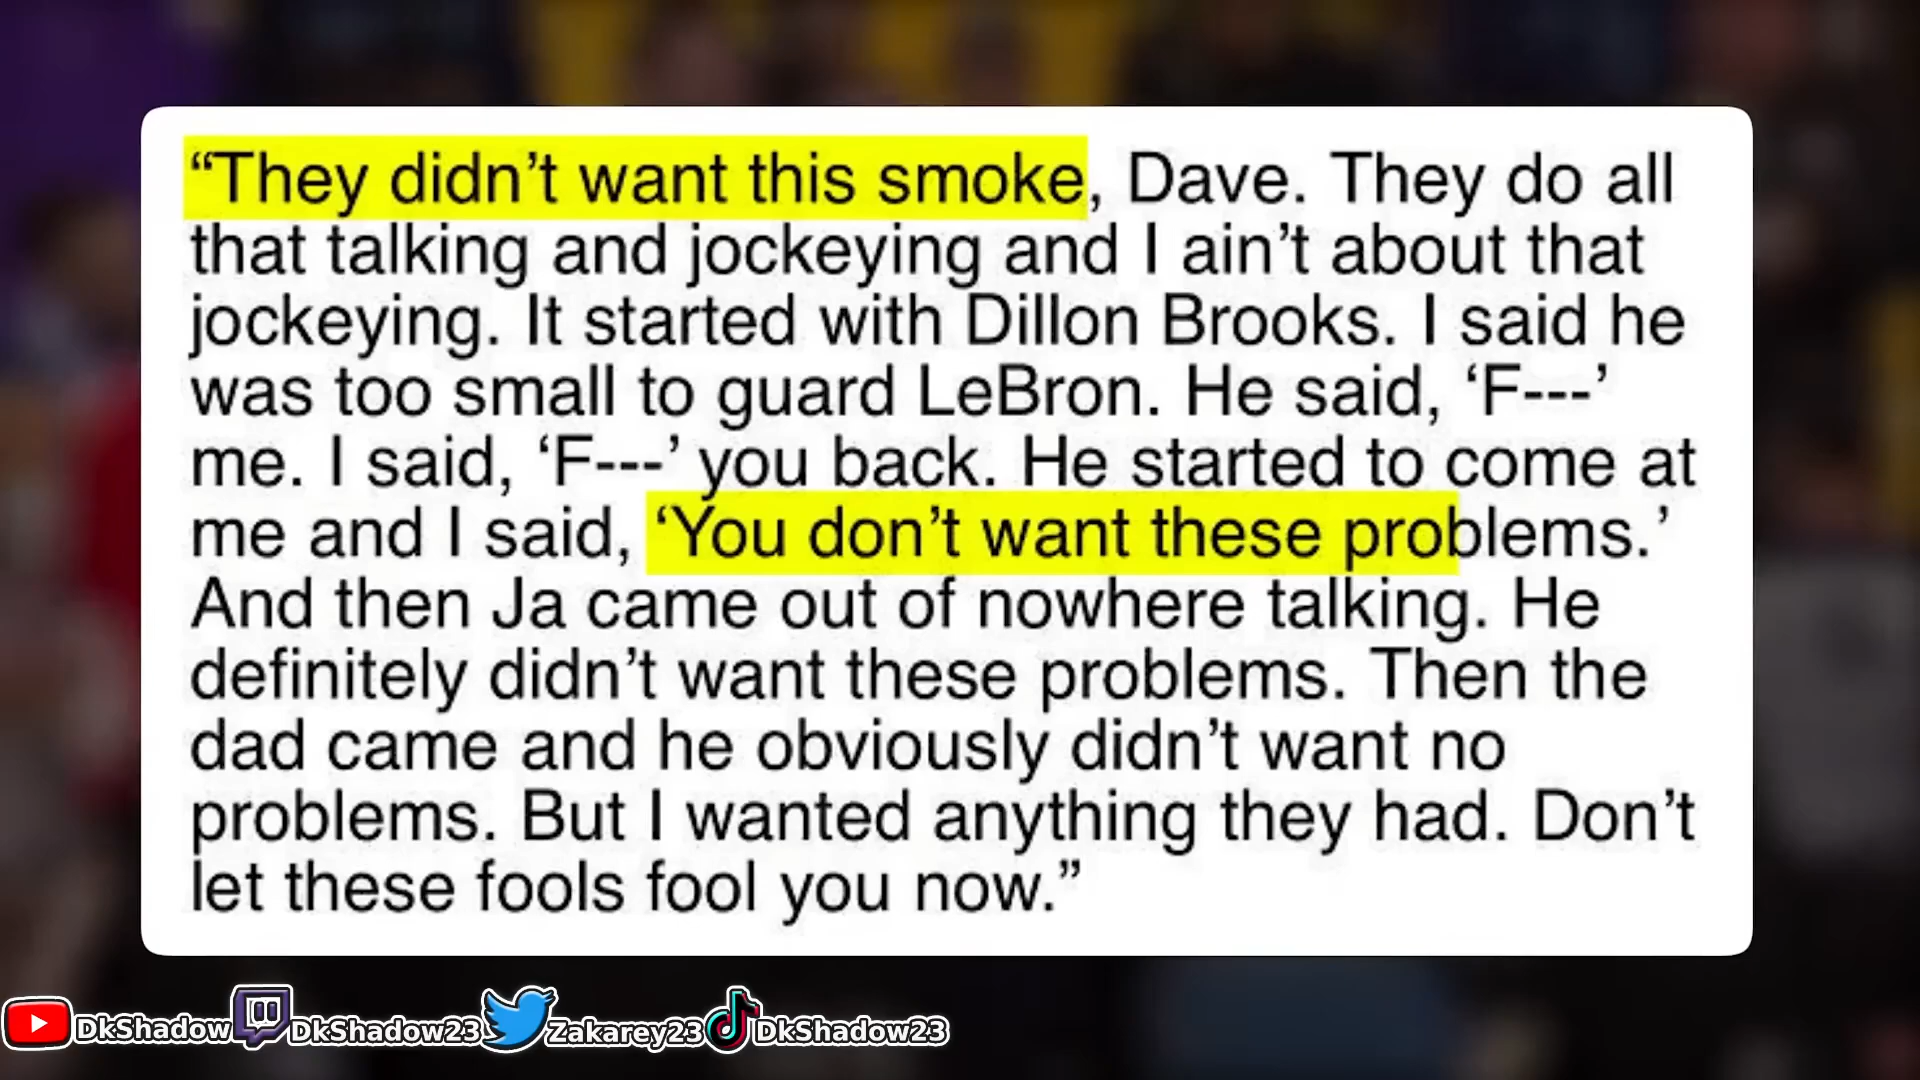 “They didn’t want this smoke, Dave. They do all
that talking and jockeying and I ain’t about that
jockeying. It started with Dillon Brooks. I said he
was too small to guard LeBron. He said, ‘F---’
me. I said, ‘F---’ you back. He started to come at
me and I said, ‘You don’t want these problems.’
And then Ja came out of nowhere talking. He
definitely didn’t want these problems. Then the
dad came and he obviously didn’t want no
problems. But I wanted anything they had. Don’t
let these fools fool you now.”
DkShadow DkShadow23 Zakarey23 DkShadow23